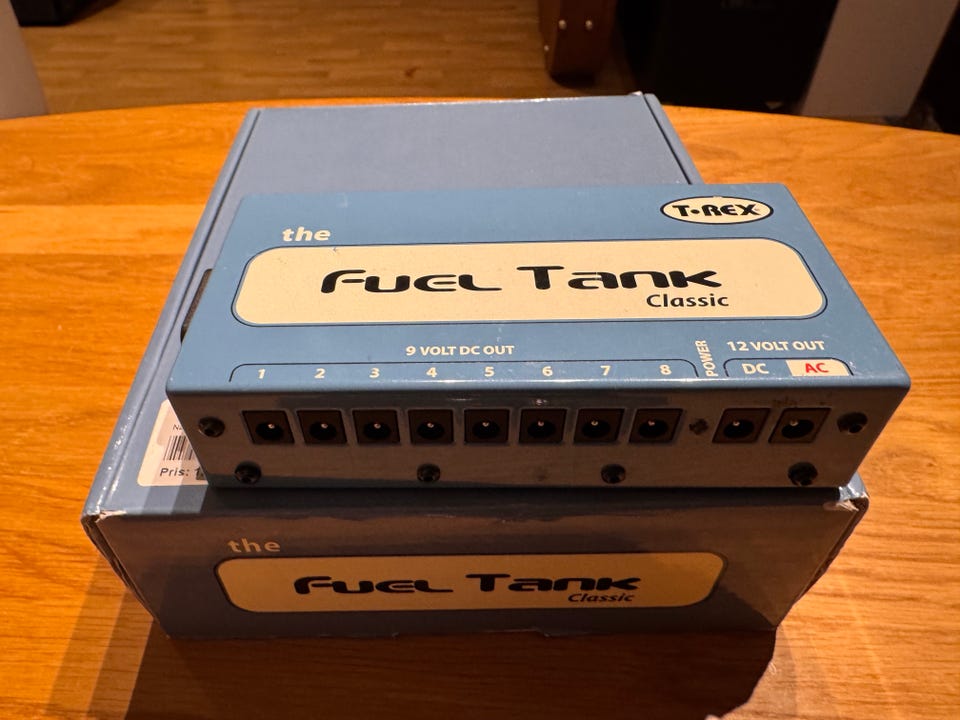 T-REX
the
Fuel Tank
Classic
9 VOLT DC OUT
POWER
12 VOLT OUT
1 2 3 4 5 6 7 8
DC AC
Pris:
the
Fuel Tank
Classic